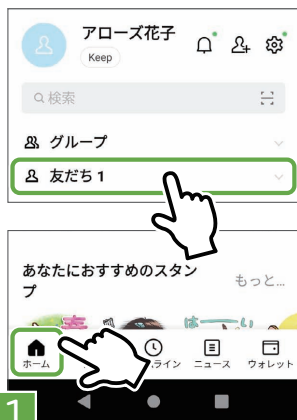 アローズ花子
Keep
検索
グループ
友だち 1
あなたにおすすめのスタン
プ
もっと...
ホーム
ライン
ニュース
ウォレット
1